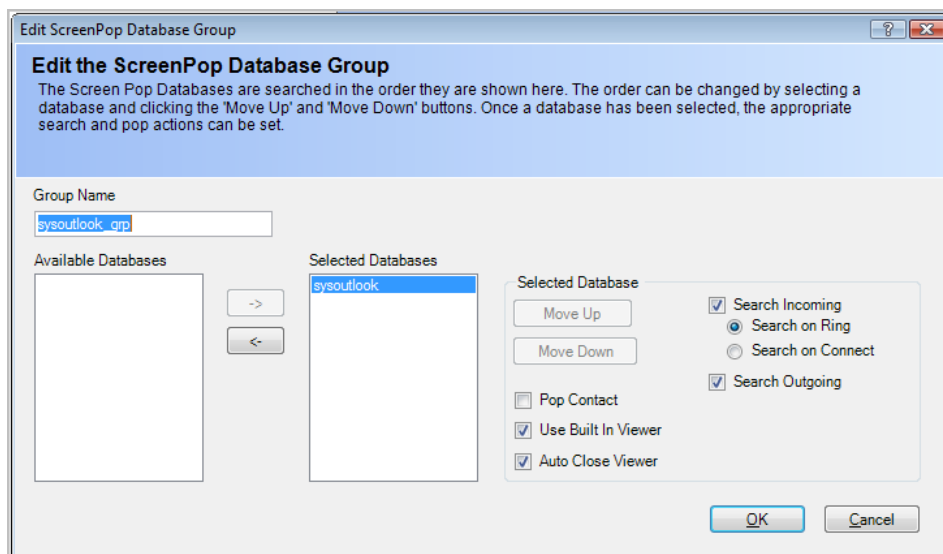 Edit ScreenPop Database Group
Edit the ScreenPop Database Group
The Screen Pop Databases are searched in the order they are shown here. The order can be changed by selecting a
database and clicking the 'Move Up' and 'Move Down' buttons. Once a database has been selected, the appropriate
search and pop actions can be set.
Group Name
sysoutlook_grp
Available Databases
Selected Databases
sysoutlook
->
<-
Selected Database
Move Up
Move Down
Pop Contact
Use Built In Viewer
Auto Close Viewer
Search Incoming
Search on Ring
Search on Connect
Search Outgoing
OK
Cancel